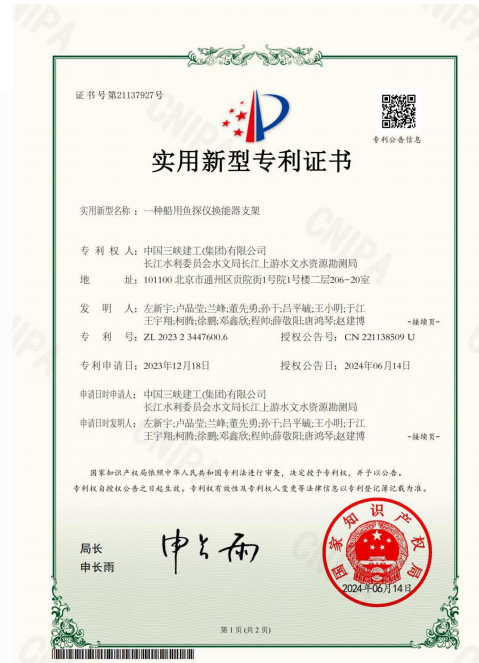 证书号第21137927号
专利公告信息
实用新型专利证书
实用新型名称：一种船用鱼探仪换能器支架
专利权人：中国三峡建工(集团)有限公司
长江水利委员会水文局长江上游水文水资源勘测局
地址：101100 北京市通州区贡院街1号院1号楼二层206-20室
发明人：左新宇;卢晶莹;兰峰;董先勇;孙干;吕平毓;王小明;于江
王宇翔;柯腾;徐鹏;邓鑫欣;程帅;薛敬阳;唐鸿琴;赵建博 -接续页-
专利号：ZL 2023 2 3447600.6 授权公告号：CN 221138509 U
专利申请日：2023年12月18日 授权公告日：2024年06月14日
申请日时申请人：中国三峡建工(集团)有限公司
长江水利委员会水文局长江上游水文水资源勘测局
申请日时发明人：左新宇;卢晶莹;兰峰;董先勇;孙干;吕平毓;王小明;于江
王宇翔;柯腾;徐鹏;邓鑫欣;程帅;薛敬阳;唐鸿琴;赵建博 -接续页-
国家知识产权局依照中华人民共和国专利法进行审查，决定授予专利权，并予以公告。
专利权自授权公告之日起生效。专利权有效性及专利权人变更等法律信息以专利登记簿记载为准。
局长
申长雨
申长雨
国家知识产权局
2024年06月14日
第1页(共2页)
CNIPA